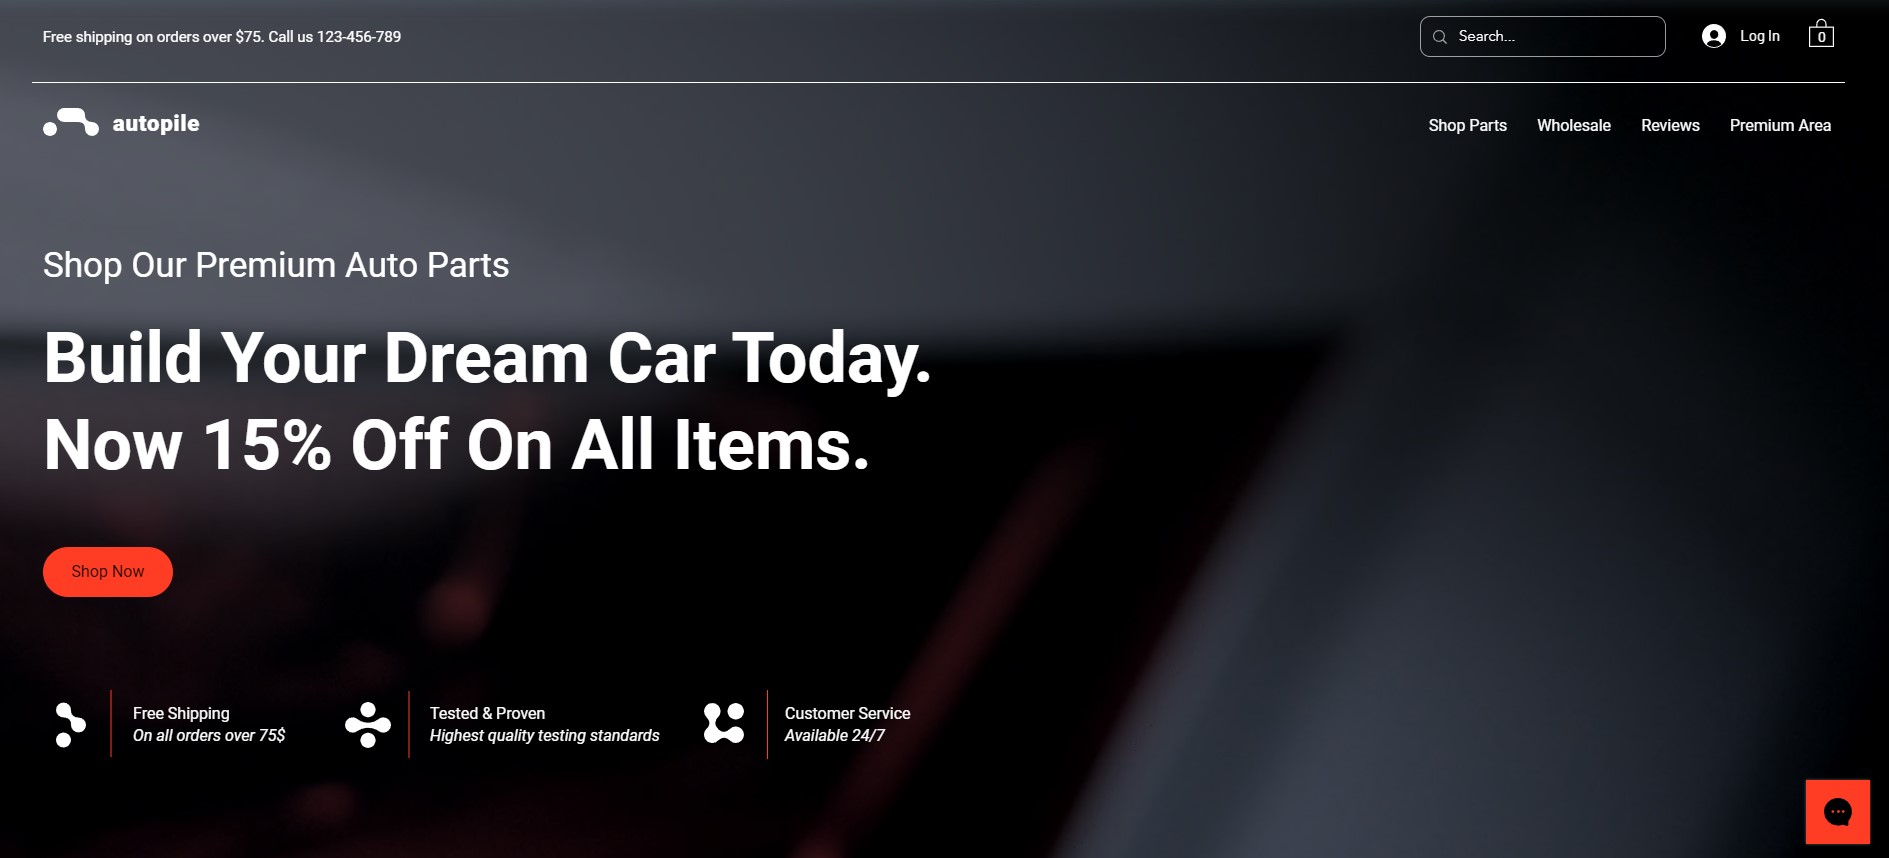 Free shipping on orders over $75. Call us 123-456-789
Search...
Log In
0
autopile
Shop Parts
Wholesale
Reviews
Premium Area
Shop Our Premium Auto Parts
Build Your Dream Car Today.
Now 15% Off On All Items.
Shop Now
Free Shipping
On all orders over 75$
Tested & Proven
Highest quality testing standards
Customer Service
Available 24/7